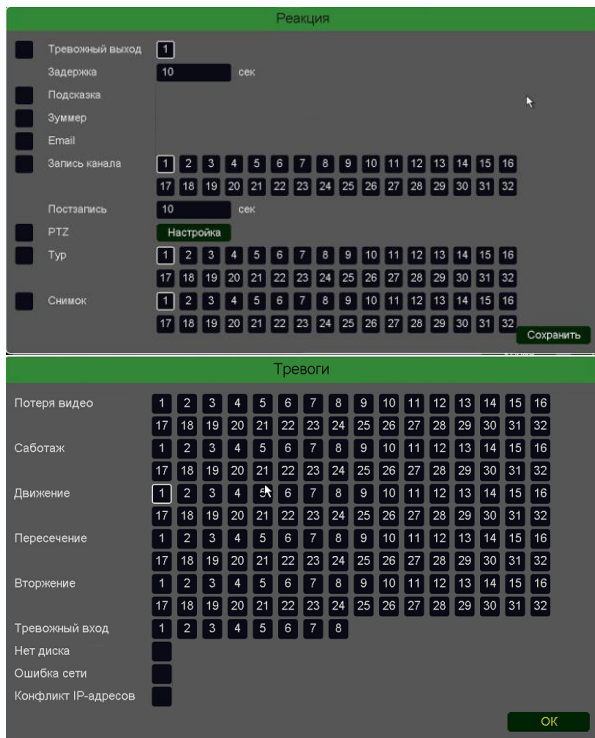 Реакция
Тревожный выход 1
Задержка 10 сек
Подсказка
Зуммер
Email
Запись канала 1 2 3 4 5 6 7 8 9 10 11 12 13 14 15 16
17 18 19 20 21 22 23 24 25 26 27 28 29 30 31 32
Постзапись 10 сек
PTZ Настройка
Тур 1 2 3 4 5 6 7 8 9 10 11 12 13 14 15 16
17 18 19 20 21 22 23 24 25 26 27 28 29 30 31 32
Снимок 1 2 3 4 5 6 7 8 9 10 11 12 13 14 15 16
17 18 19 20 21 22 23 24 25 26 27 28 29 30 31 32
Сохранить
Тревоги
Потеря видео 1 2 3 4 5 6 7 8 9 10 11 12 13 14 15 16
17 18 19 20 21 22 23 24 25 26 27 28 29 30 31 32
Саботаж 1 2 3 4 5 6 7 8 9 10 11 12 13 14 15 16
17 18 19 20 21 22 23 24 25 26 27 28 29 30 31 32
Движение 1 2 3 4 5 6 7 8 9 10 11 12 13 14 15 16
17 18 19 20 21 22 23 24 25 26 27 28 29 30 31 32
Пересечение 1 2 3 4 5 6 7 8 9 10 11 12 13 14 15 16
17 18 19 20 21 22 23 24 25 26 27 28 29 30 31 32
Вторжение 1 2 3 4 5 6 7 8 9 10 11 12 13 14 15 16
17 18 19 20 21 22 23 24 25 26 27 28 29 30 31 32
Тревожный вход 1 2 3 4 5 6 7 8
Нет диска
Ошибка сети
Конфликт IP-адресов
OK